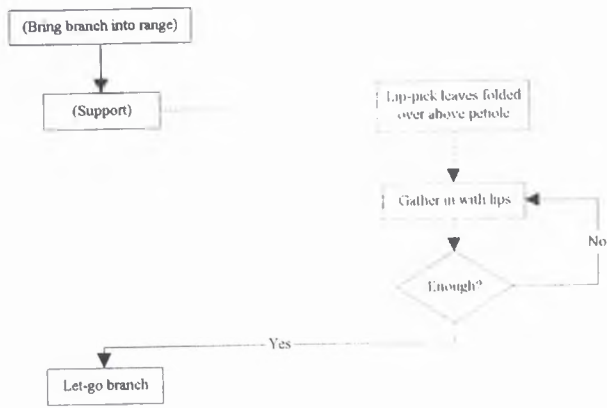 (Bring branch into range)
(Support)
Lip-pick leaves folded
over above petiole
Gather in with lips
No
Enough?
Yes
Let-go branch